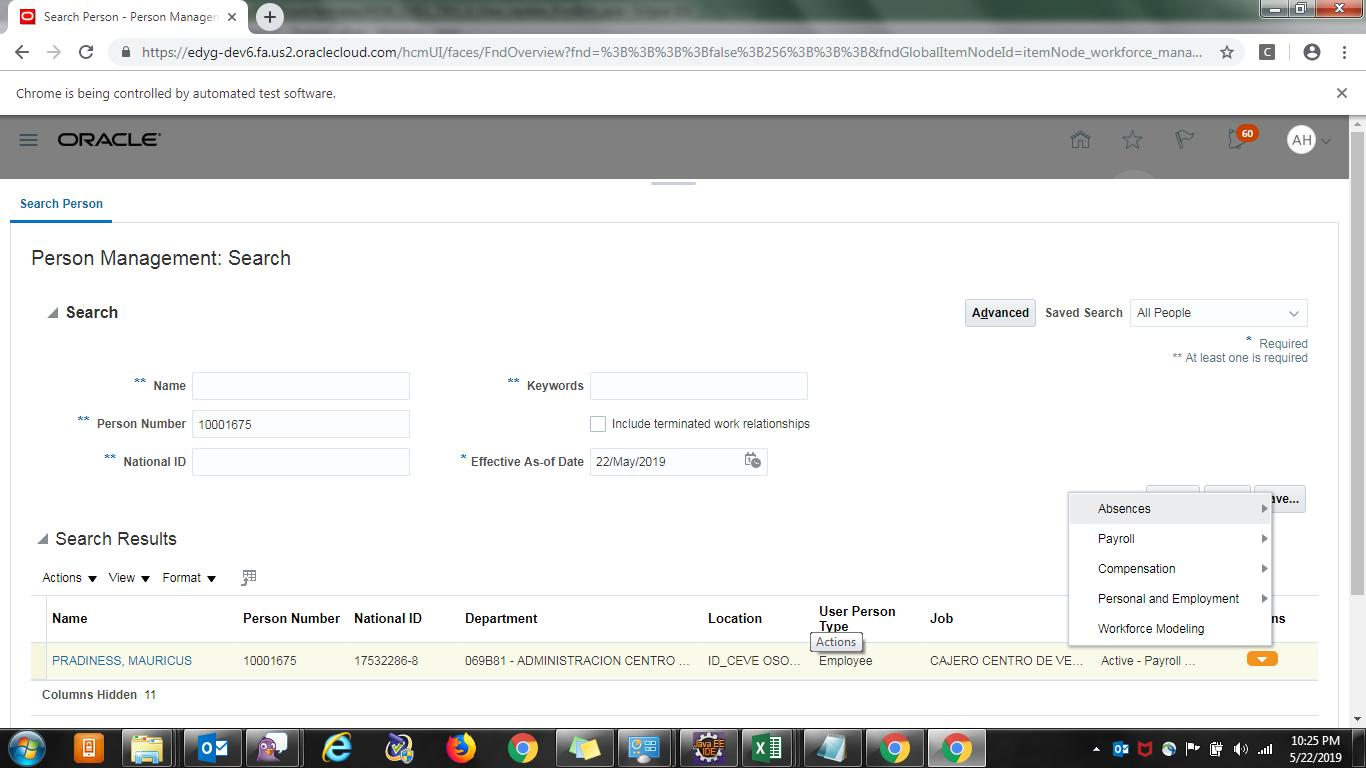 Search Person - Person Managem
https://edyg-dev6.fa.us2.oraclecloud.com/hcmUI/faces/FndOverview?fnd=%3B%3B%3B%3Bfalse%3B256%3B%3B%3B&fndGlobalItemNodeId=itemNode_workforce_mana...
C
Chrome is being controlled by automated test software.
ORACLE
60
AH
Search Person
Person Management: Search
Search
Advanced
Saved Search
All People
* Required
** At least one is required
** Name
** Keywords
** Person Number
10001675
Include terminated work relationships
** National ID
* Effective As-of Date
22/May/2019
ave...
Absences
Payroll
Compensation
Personal and Employment
Workforce Modeling
Search Results
Actions
View
Format
Name
Person Number
National ID
Department
Location
User Person
Type
Job
ns
Actions
PRADINESS, MAURICUS
10001675
17532286-8
069B81 - ADMINISTRACION CENTRO ...
ID_CEVE OSO...
Employee
CAJERO CENTRO DE VE...
Active - Payroll ...
Columns Hidden 11
Java EE
IDE
10:25 PM
5/22/2019